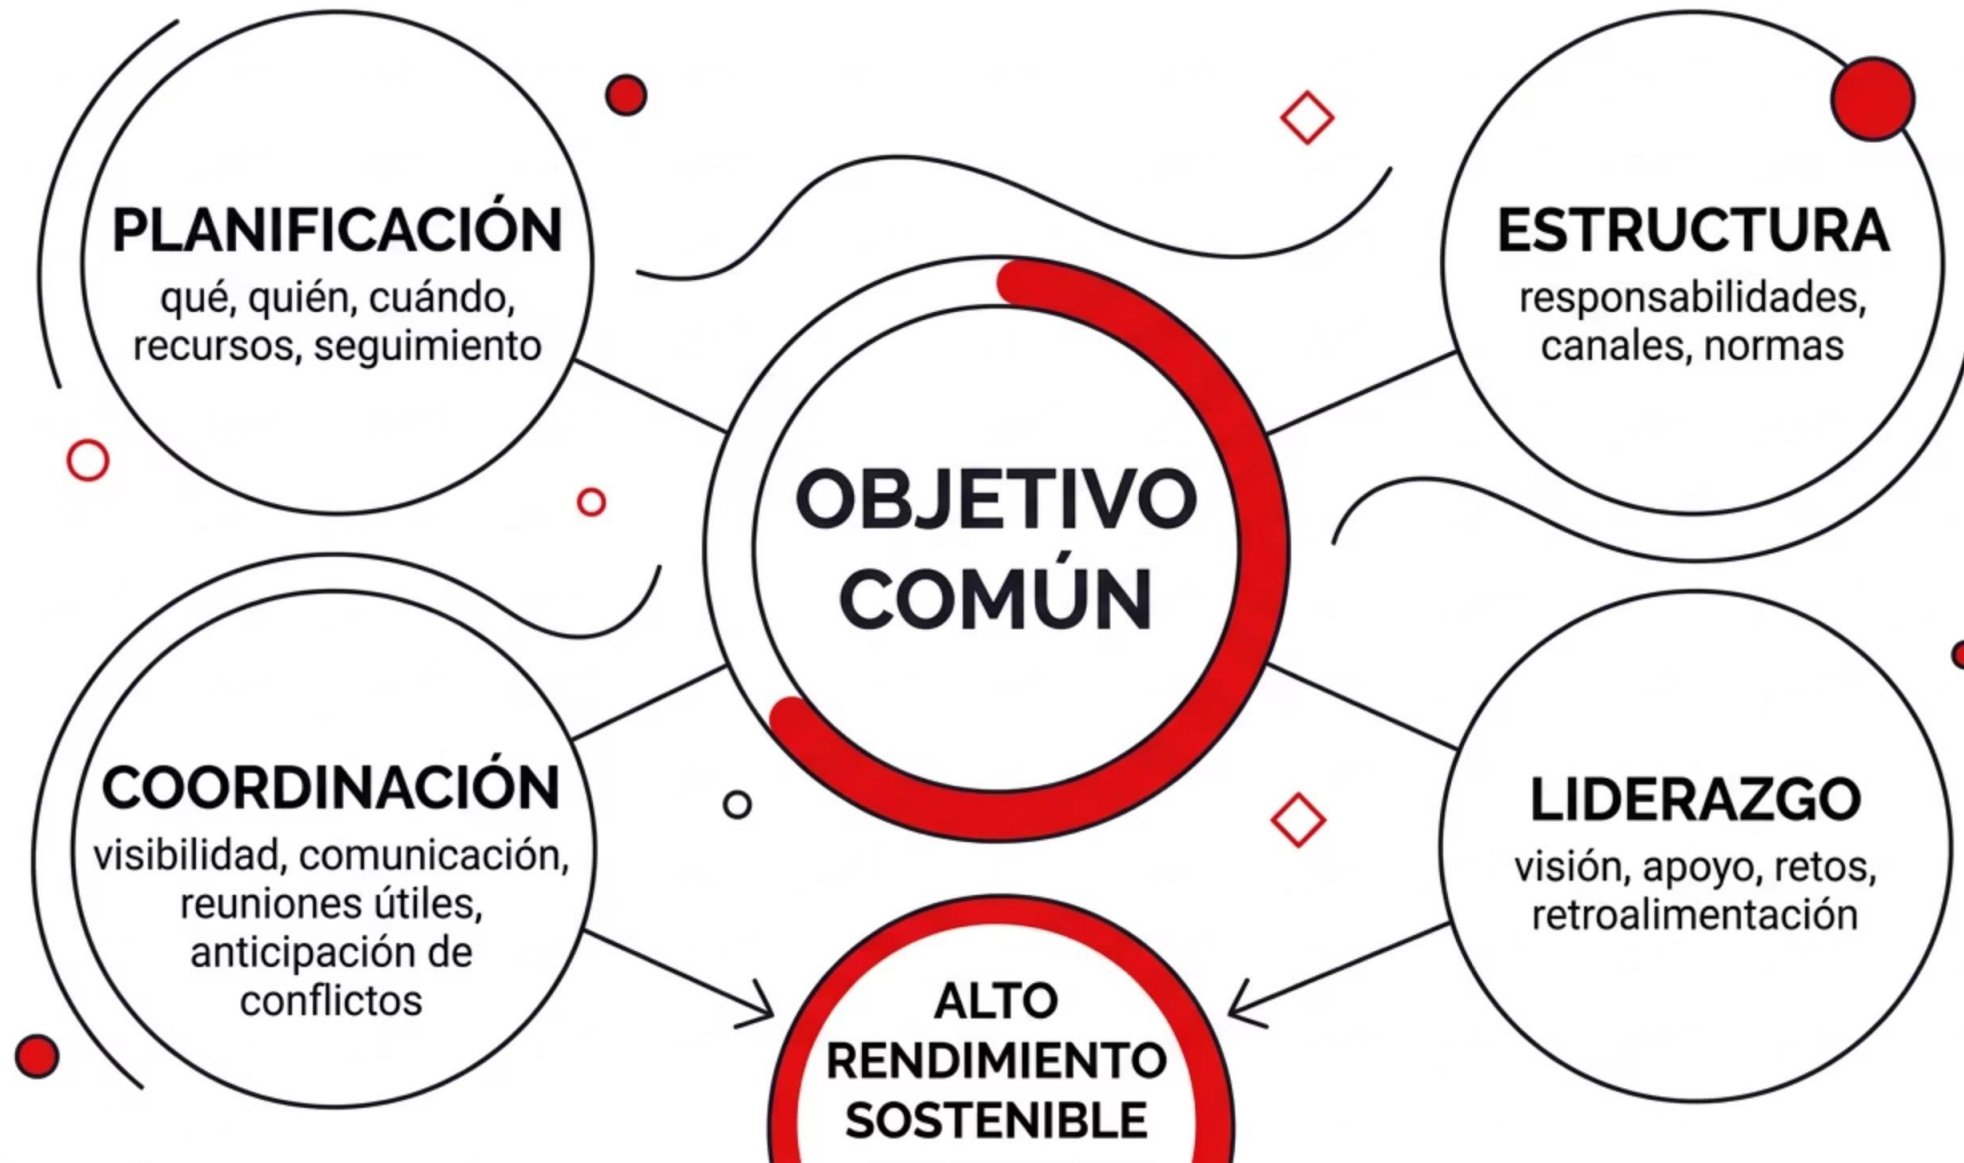 PLANIFICACIÓN
qué, quién, cuándo,
recursos, seguimiento
ESTRUCTURA
responsabilidades,
canales, normas
OBJETIVO
COMÚN
COORDINACIÓN
visibilidad, comunicación,
reuniones útiles,
anticipación de
conflictos
LIDERAZGO
visión, apoyo, retos,
retroalimentación
ALTO
RENDIMIENTO
SOSTENIBLE